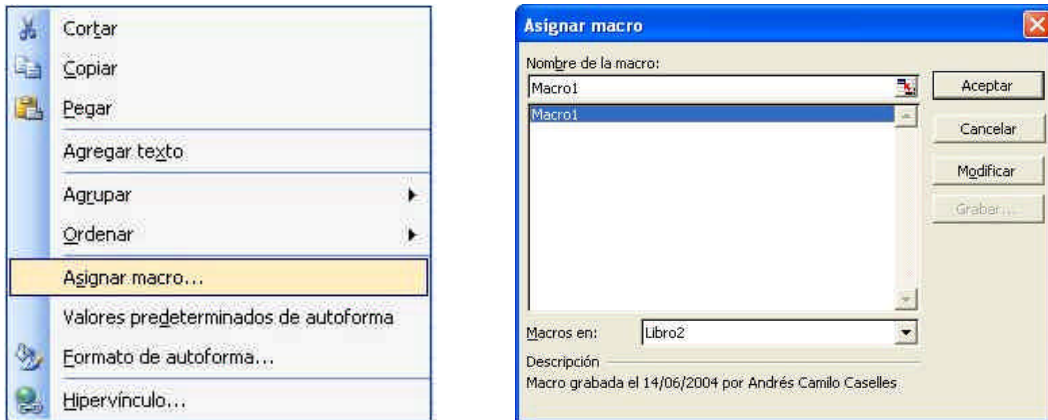 Cortar
Copiar
Pegar
Agregar texto
Agrupar
Ordenar
Asignar macro...
Valores predeterminados de autoforma
Formato de autoforma...
Hipervínculo...
Asignar macro
Nombre de la macro:
Macro1
Macro1
Aceptar
Cancelar
Modificar
Grabar...
Macros en: Libro2
Descripción
Macro grabada el 14/06/2004 por Andrés Camilo Caselles